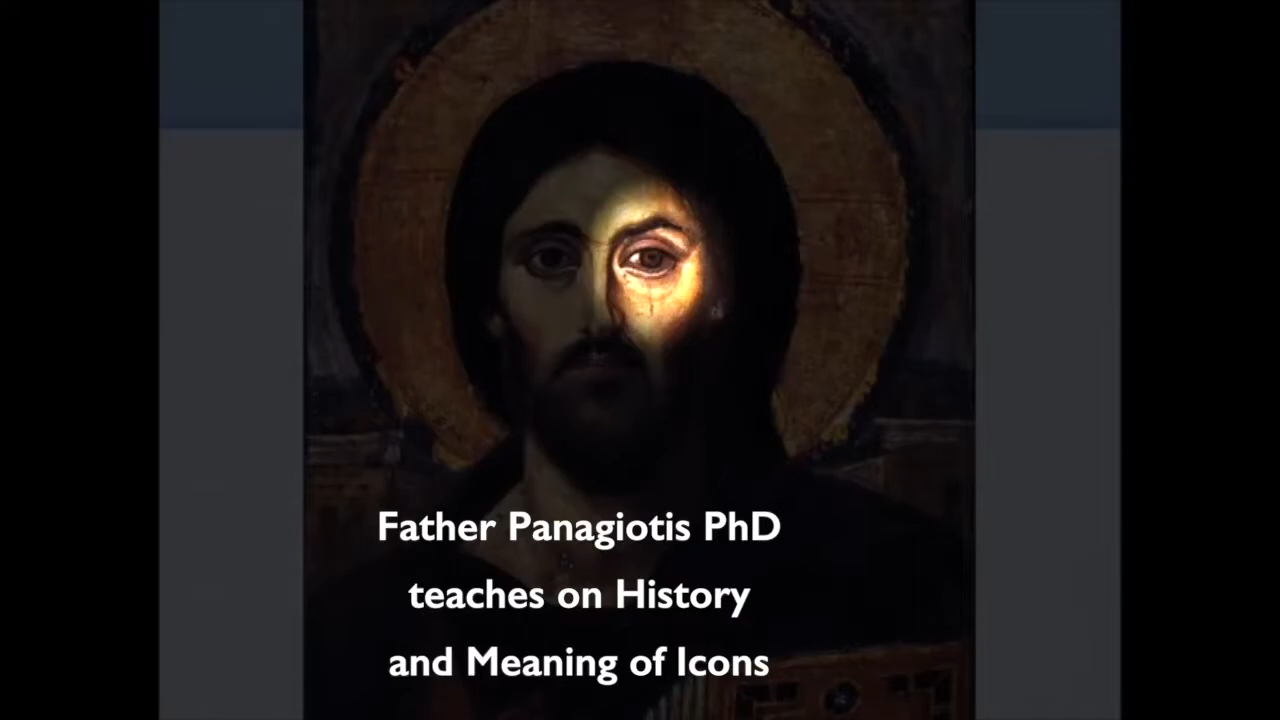 Father Panagiotis PhD
teaches on History
and Meaning of Icons